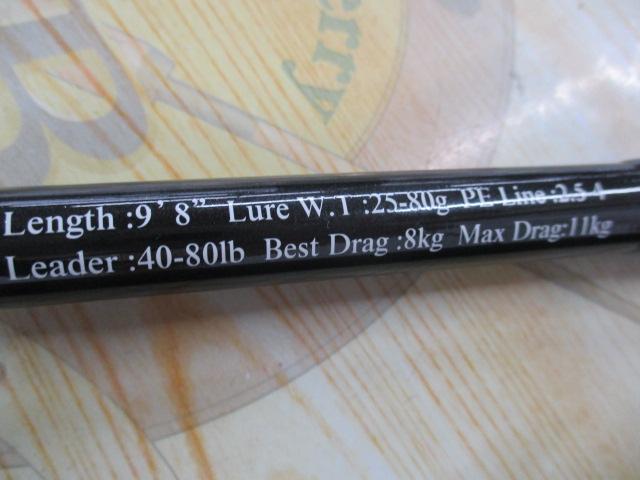 erry
B
Length :9’ 8” Lure W.T :25-80g PE Line :2.5-4
Leader :40-80lb Best Drag :8kg Max Drag:11kg